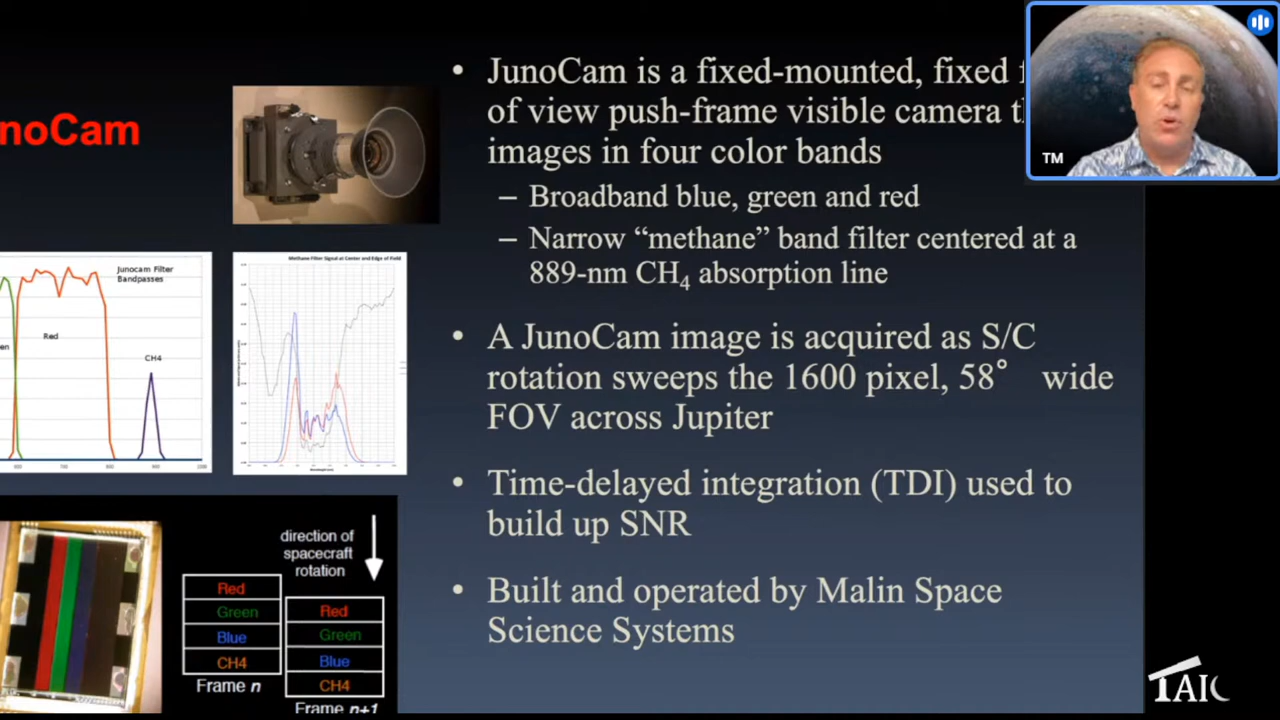 noCam
• JunoCam is a fixed-mounted, fixed f
of view push-frame visible camera th
images in four color bands
– Broadband blue, green and red
– Narrow “methane” band filter centered at a
889-nm CH4 absorption line
• A JunoCam image is acquired as S/C
rotation sweeps the 1600 pixel, 58° wide
FOV across Jupiter
• Time-delayed integration (TDI) used to
build up SNR
• Built and operated by Malin Space
Science Systems
TM
Junocam Filter
Bandpasses
Red
en
CH4
Methane Filter Signal at Center and Edge of Field
direction of
spacecraft
rotation
Red
Green
Blue
CH4
Frame n
Red
Green
Blue
CH4
Frame n+1
TAIC